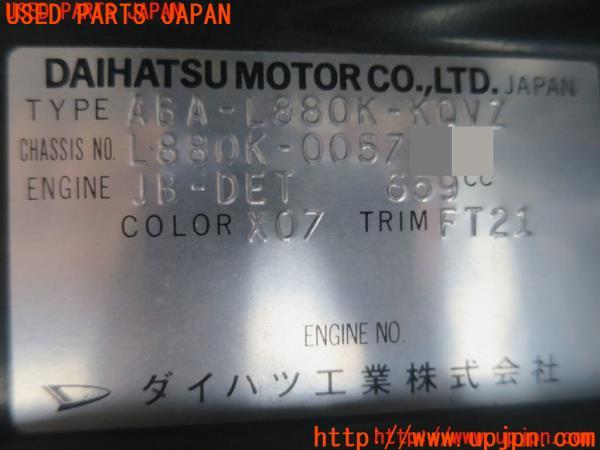 USED PARTS JAPAN
DAIHATSU MOTOR CO.,LTD. JAPAN
TYPE ABA-L880K-KQVZ
CHASSIS NO. L880K-0057
ENGINE JB-DET 659CC
COLOR X07 TRIM FT21
ENGINE NO.
ダイハツ工業株式会社
http://www.upjpn.com